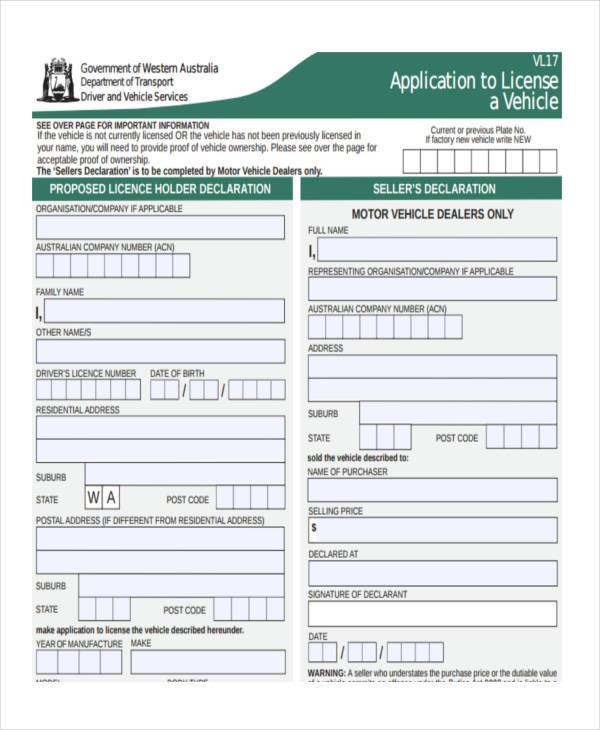 Government of Western Australia
Department of Transport
Driver and Vehicle Services
VL17
Application to License
a Vehicle
SEE OVER PAGE FOR IMPORTANT INFORMATION
If the vehicle is not currently licensed OR the vehicle has not been previously licensed in
your name, you will need to provide proof of vehicle ownership. Please see over the page for
acceptable proof of ownership.
The 'Sellers Declaration' is to be completed by Motor Vehicle Dealers only.
Current or previous Plate No.
If factory new vehicle write NEW
PROPOSED LICENCE HOLDER DECLARATION
ORGANISATION/COMPANY IF APPLICABLE
AUSTRALIAN COMPANY NUMBER (ACN)
FAMILY NAME
I,
OTHER NAME/S
DRIVER'S LICENCE NUMBER DATE OF BIRTH
/ /
RESIDENTIAL ADDRESS
SUBURB
STATE W A POST CODE
POSTAL ADDRESS (IF DIFFERENT FROM RESIDENTIAL ADDRESS)
SUBURB
STATE POST CODE
make application to license the vehicle described hereunder.
YEAR OF MANUFACTURE MAKE
SELLER'S DECLARATION
MOTOR VEHICLE DEALERS ONLY
FULL NAME
I,
REPRESENTING ORGANISATION/COMPANY IF APPLICABLE
AUSTRALIAN COMPANY NUMBER (ACN)
ADDRESS
SUBURB
STATE POST CODE
sold the vehicle described to:
NAME OF PURCHASER
SELLING PRICE
$
DECLARED AT
SIGNATURE OF DECLARANT
DATE
/ /
WARNING: A seller who understates the purchase price or the dutiable value